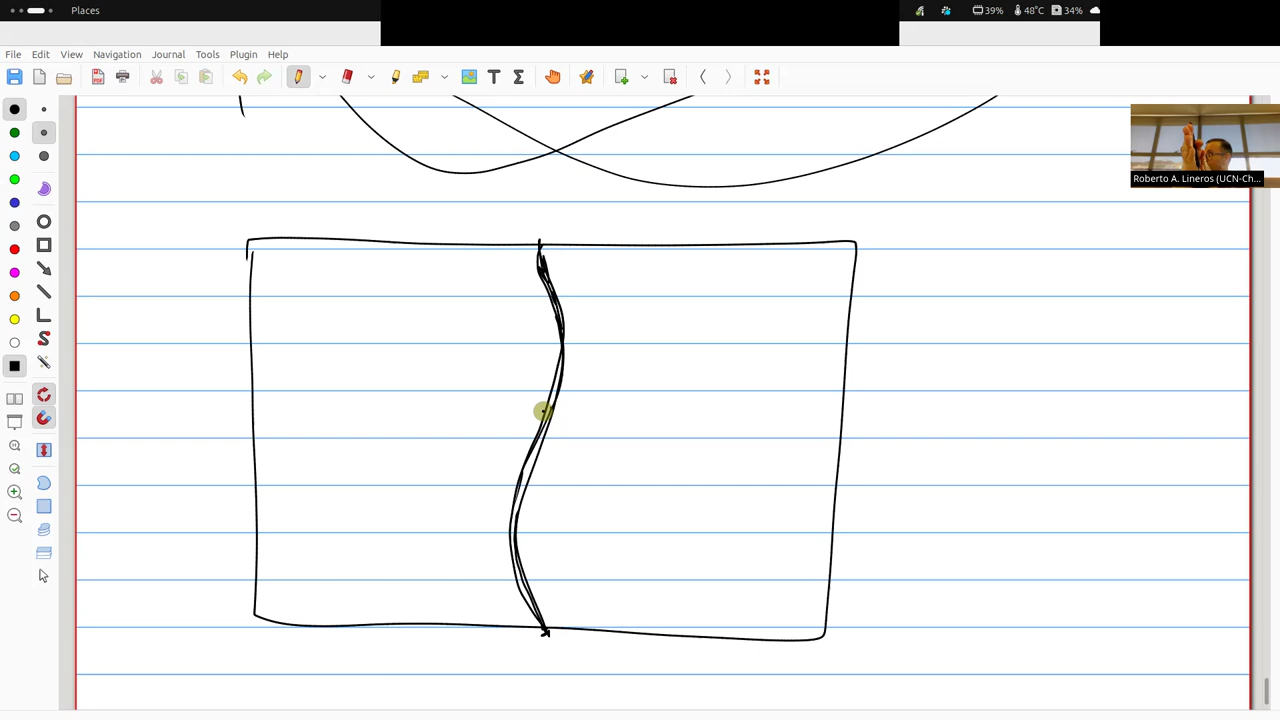 Places
39% 48°C 34%
File Edit View Navigation Journal Tools Plugin Help
Roberto A. Lineros (UCN-Ch...